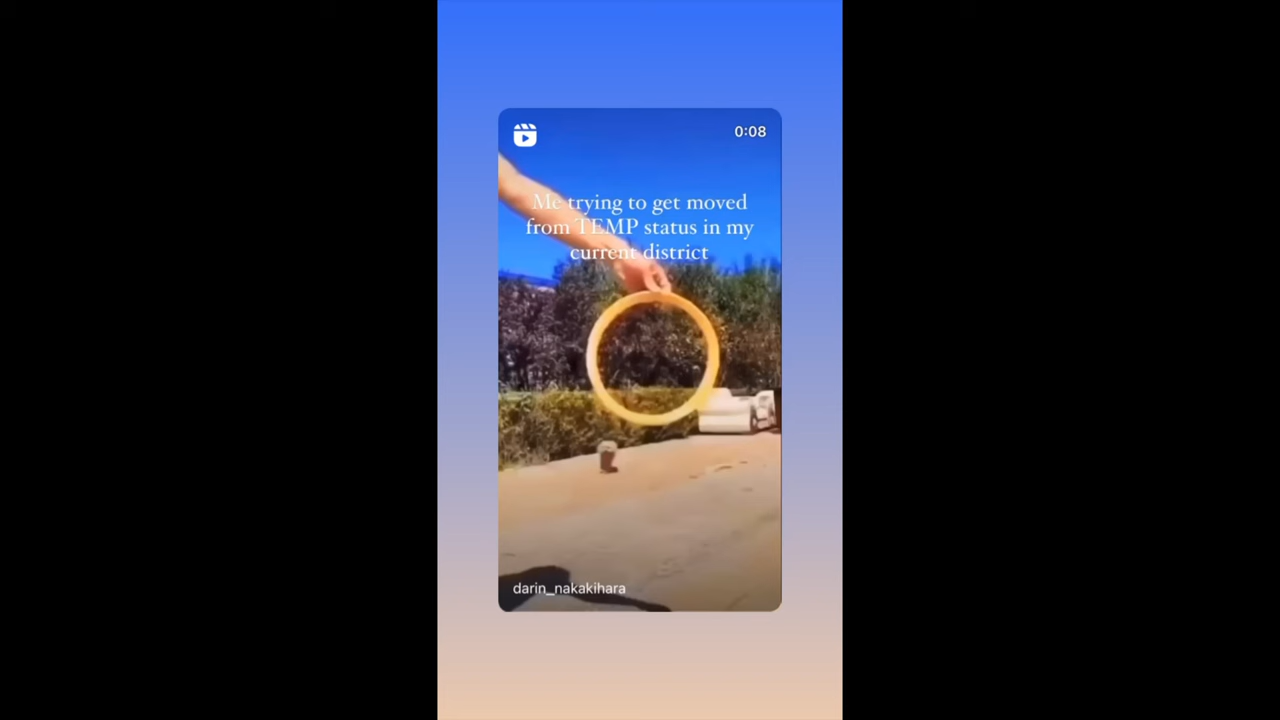 0:08
Me trying to get moved
from TEMP status in my
current district
darin_nakakihara